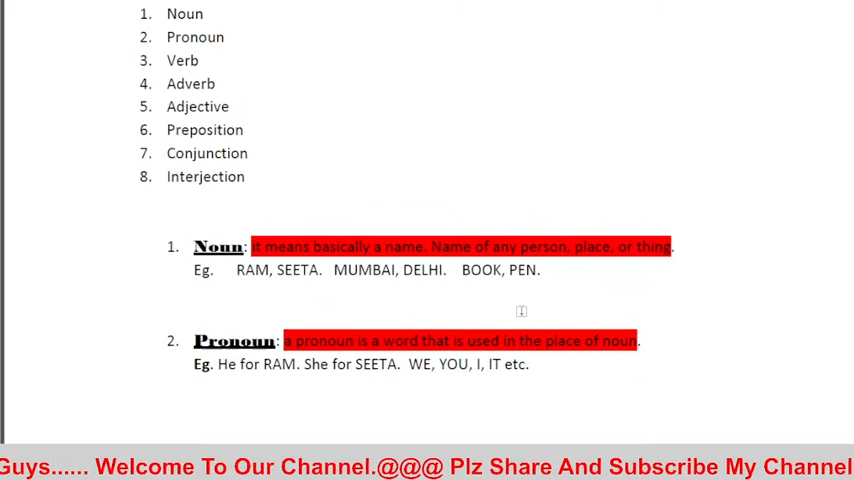 1. Noun
2. Pronoun
3. Verb
4. Adverb
5. Adjective
6. Preposition
7. Conjunction
8. Interjection
1. Noun: it means basically a name. Name of any person, place, or thing.
Eg. RAM, SEETA. MUMBAI, DELHI. BOOK, PEN.
2. Pronoun: a pronoun is a word that is used in the place of noun.
Eg. He for RAM. She for SEETA. WE, YOU, I, IT etc.
Guys...... Welcome To Our Channel.@@@ Plz Share And Subscribe My Channel